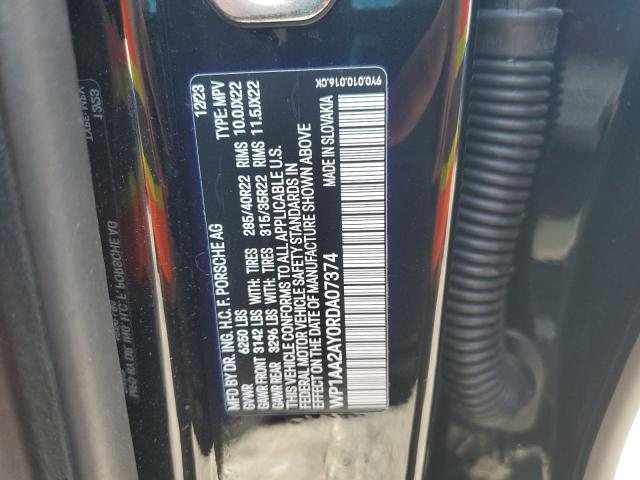 MFD BY DR. ING. H.C. F. PORSCHE AG 12/23
GVWR 6250 LBS TYPE: MPV
GAWR FRONT 3142 LBS WITH: TIRES 285/40R22 RIMS 10.0JX22
GAWR REAR 3296 LBS WITH: TIRES 315/35R22 RIMS 11.5JX22
THIS VEHICLE CONFORMS TO ALL APPLICABLE U.S.
FEDERAL MOTOR VEHICLE SAFETY STANDARDS IN
EFFECT ON DATE OF MANUFACTURE SHOWN ABOVE
MADE IN SLOVAKIA
WP1AA2AY0RDA07374
9Y0.010.016.CK